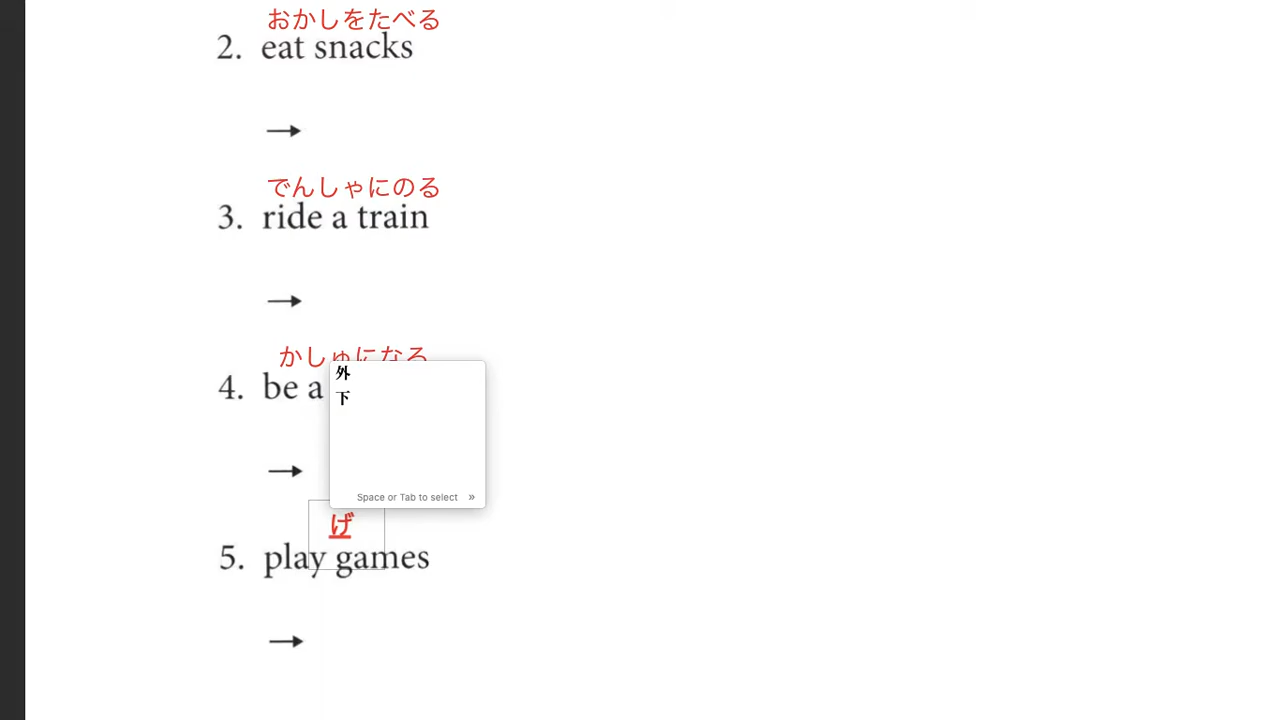 おかしをたべる
2. eat snacks
→
でんしゃにのる
3. ride a train
→
かしゅになる
4. be a
外
下
→
Space or Tab to select »
げ
5. play games
→